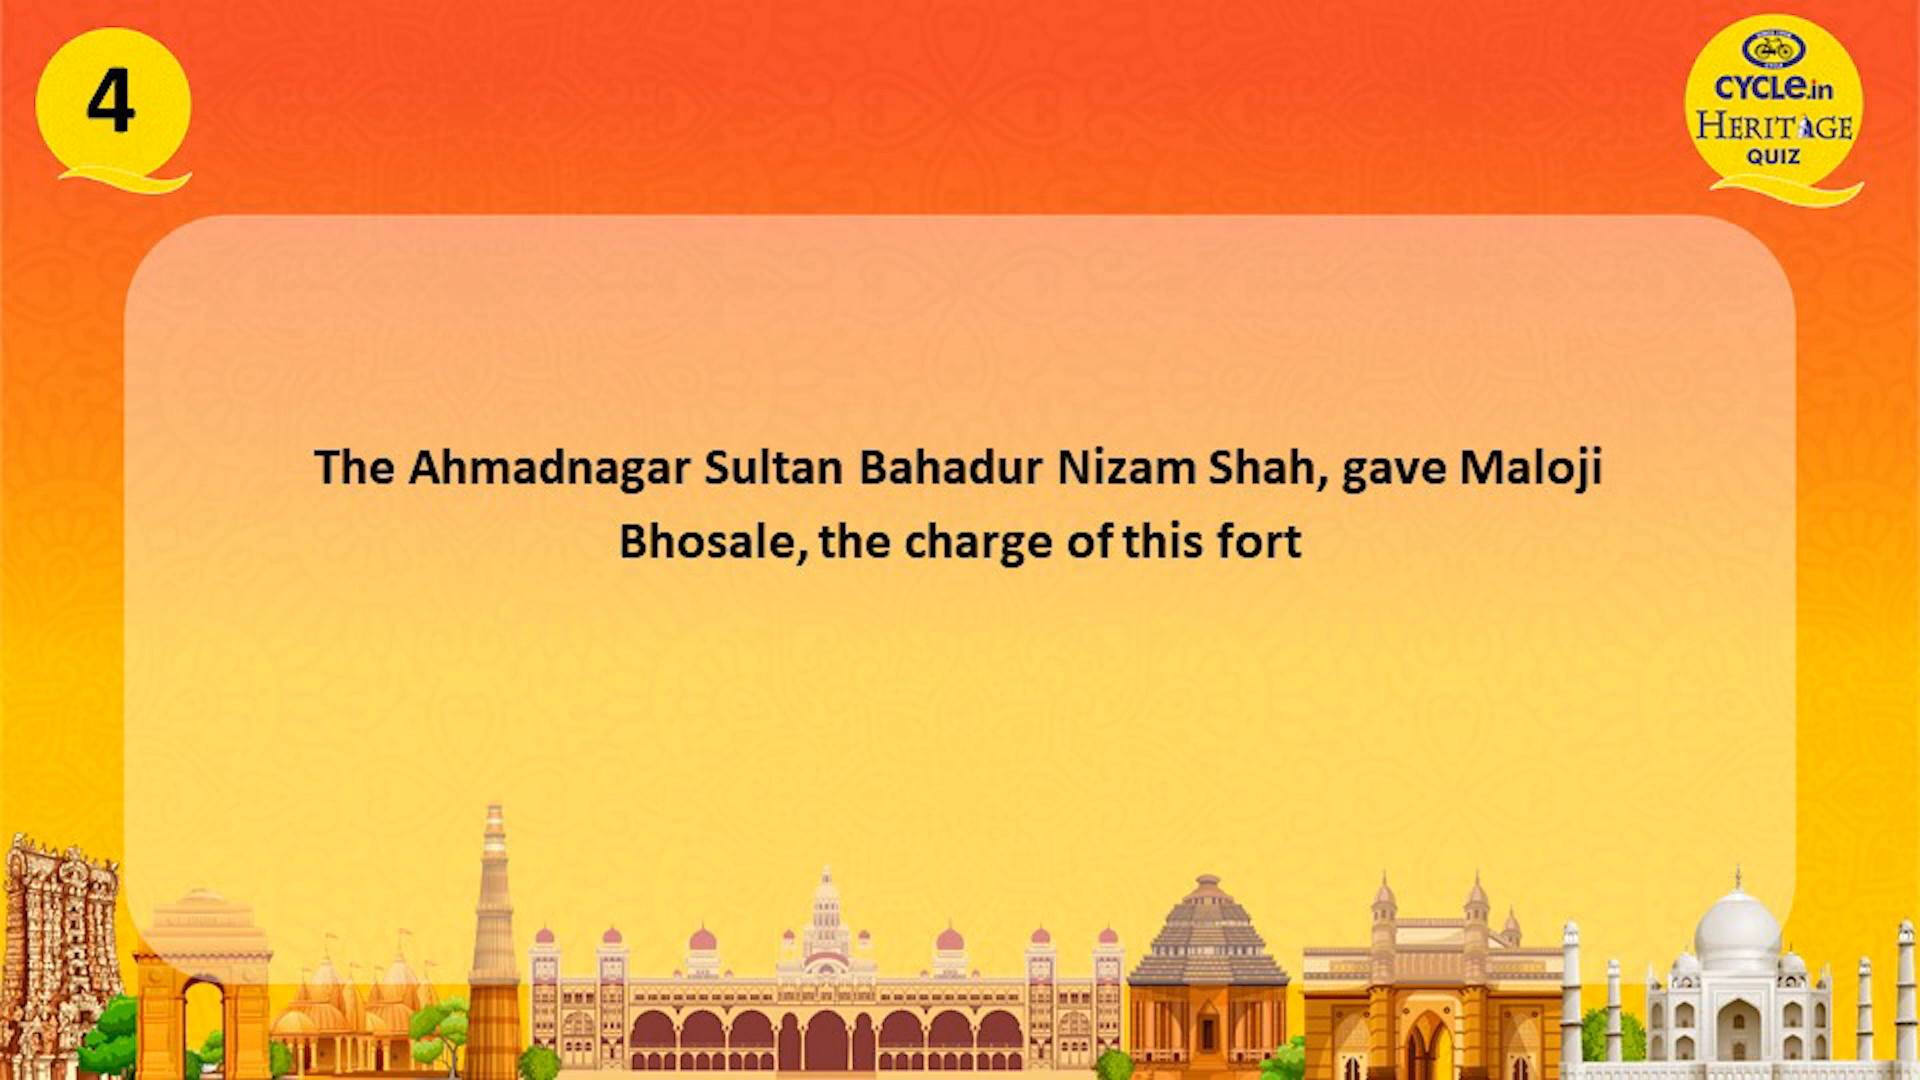 4
CYCLE.in
HERITAGE
QUIZ
The Ahmadnagar Sultan Bahadur Nizam Shah, gave Maloji
Bhosale, the charge of this fort